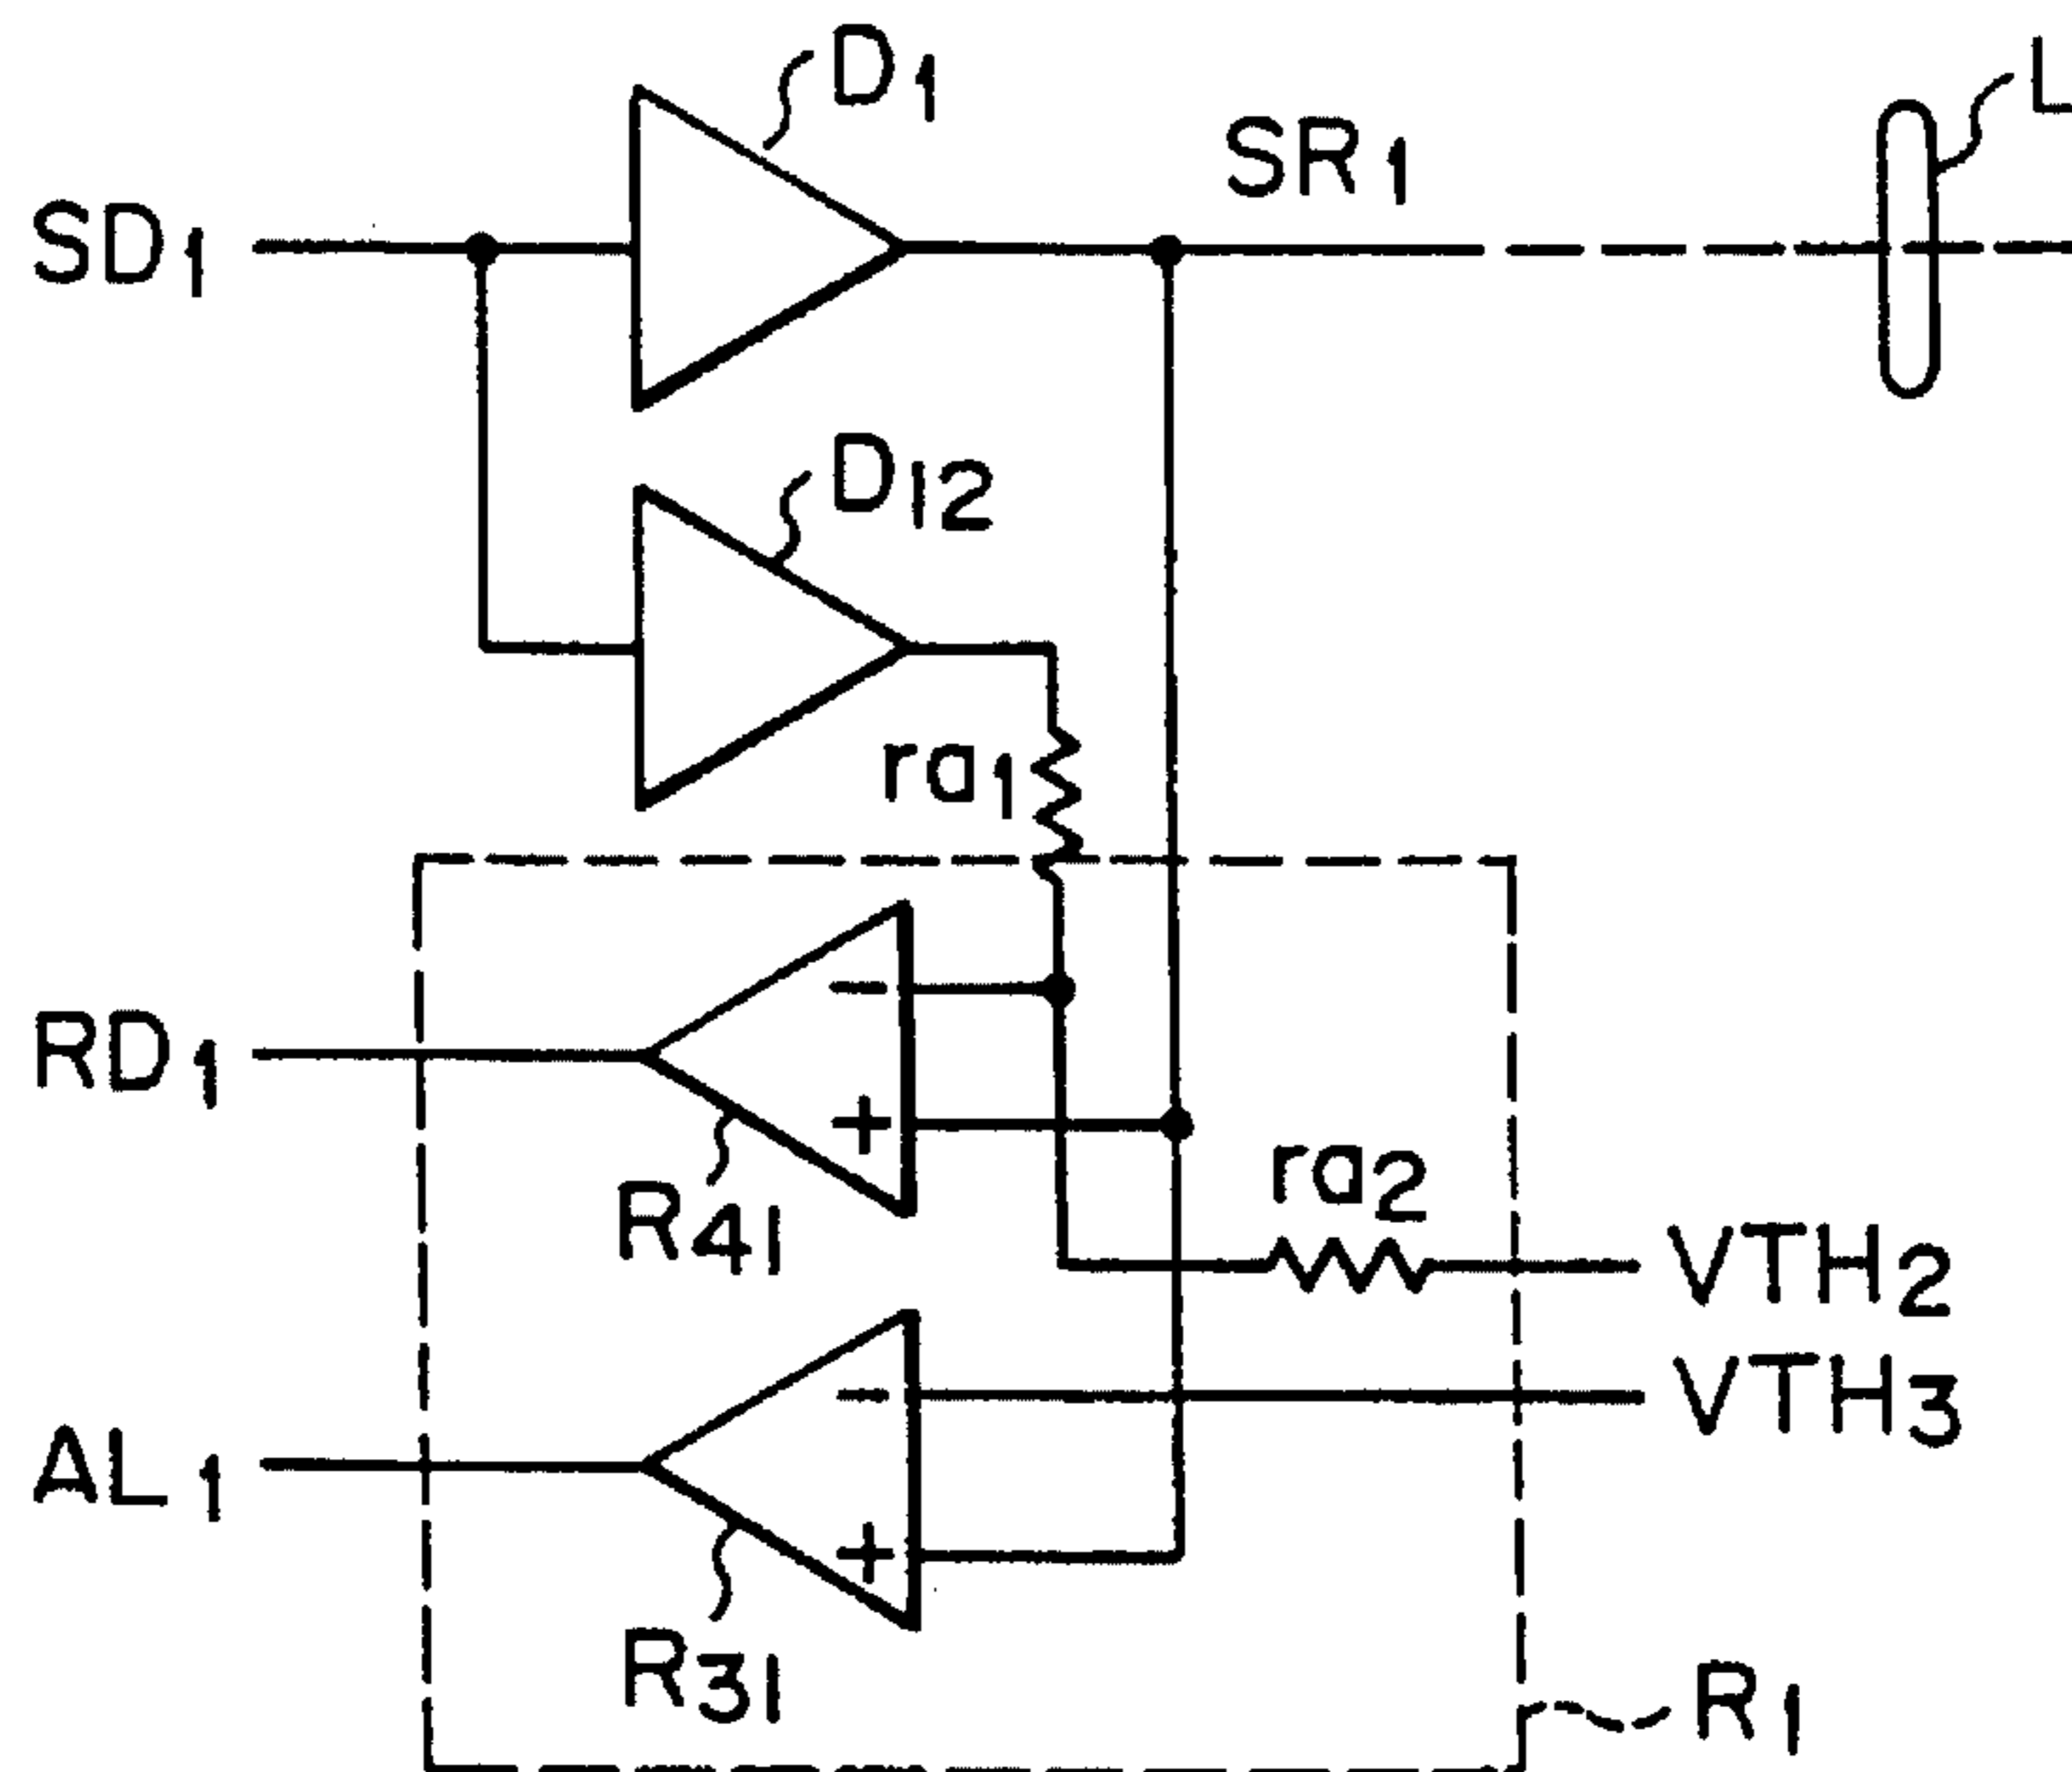 D1
L
SR1
SD1
D12
ra1
−
RD1
+
ra2
R41
VTH2
−
VTH3
AL1
+
R31
R1